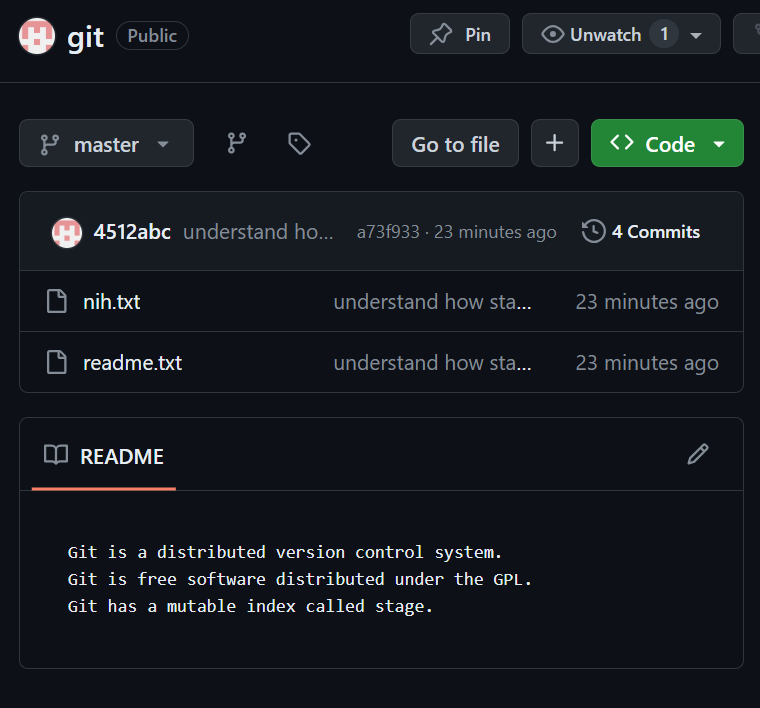 git Public Pin Unwatch 1
master Go to file + Code
4512abc understand ho... a73f933 · 23 minutes ago 4 Commits
nih.txt understand how sta... 23 minutes ago
readme.txt understand how sta... 23 minutes ago
README
Git is a distributed version control system.
Git is free software distributed under the GPL.
Git has a mutable index called stage.